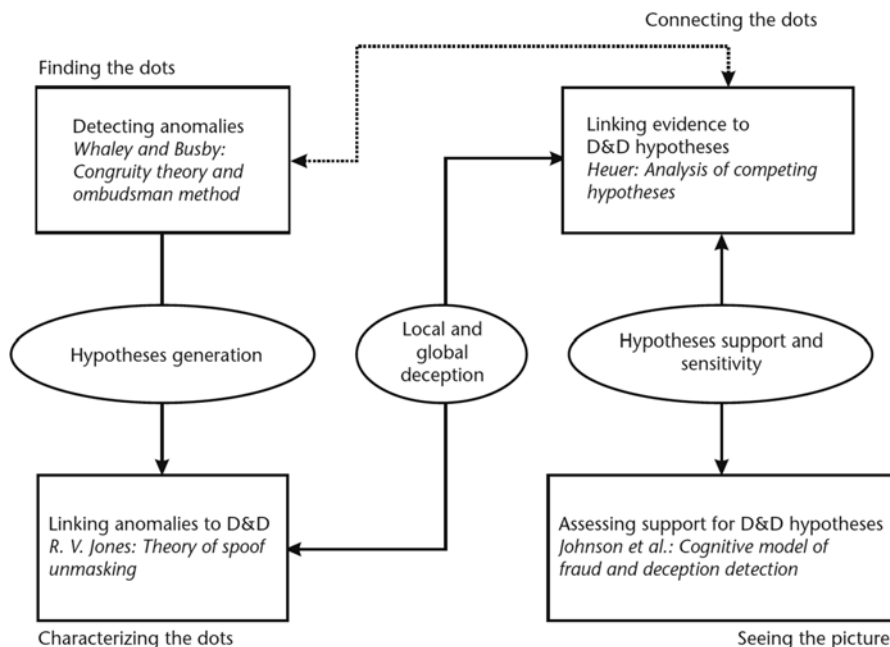 Connecting the dots
Finding the dots
Detecting anomalies
Whaley and Busby:
Congruity theory and
ombudsman method
Linking evidence to
D&D hypotheses
Heuer: Analysis of competing
hypotheses
Hypotheses generation
Local and
global
deception
Hypotheses support and
sensitivity
Linking anomalies to D&D
R. V. Jones: Theory of spoof
unmasking
Assessing support for D&D hypotheses
Johnson et al.: Cognitive model of
fraud and deception detection
Characterizing the dots
Seeing the picture